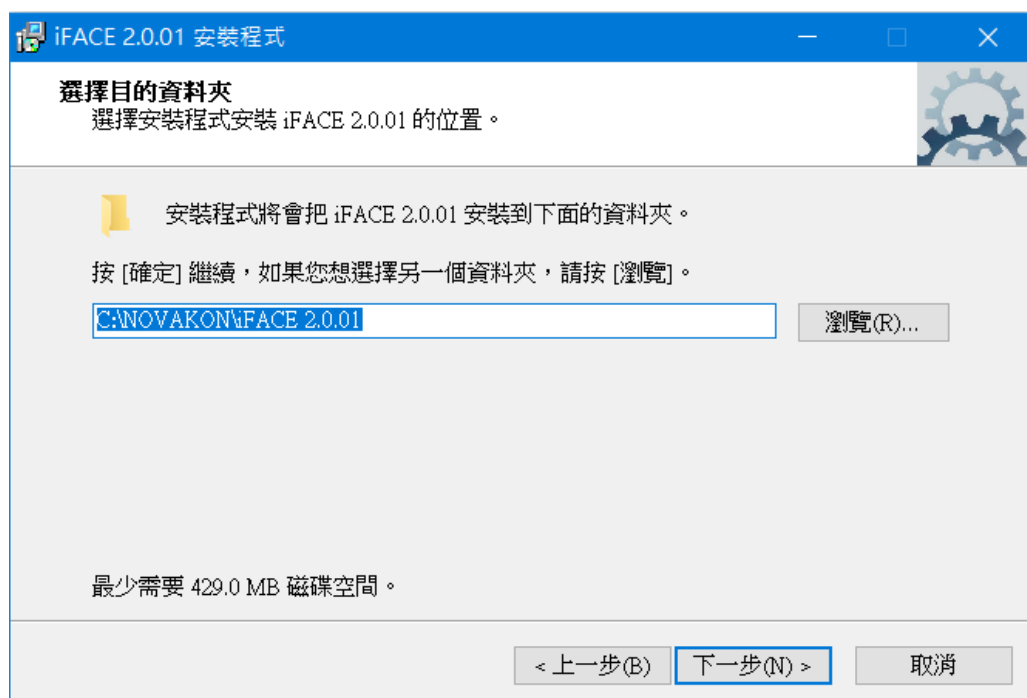 iFACE 2.0.01 安裝程式
選擇目的資料夾
選擇安裝程式安裝 iFACE 2.0.01 的位置。
安裝程式將會把 iFACE 2.0.01 安裝到下面的資料夾。
按 [確定] 繼續，如果您想選擇另一個資料夾，請按 [瀏覽]。
C:\NOVAKON\iFACE 2.0.01
瀏覽(R)...
最少需要 429.0 MB 磁碟空間。
< 上一步(B)
下一步(N) >
取消